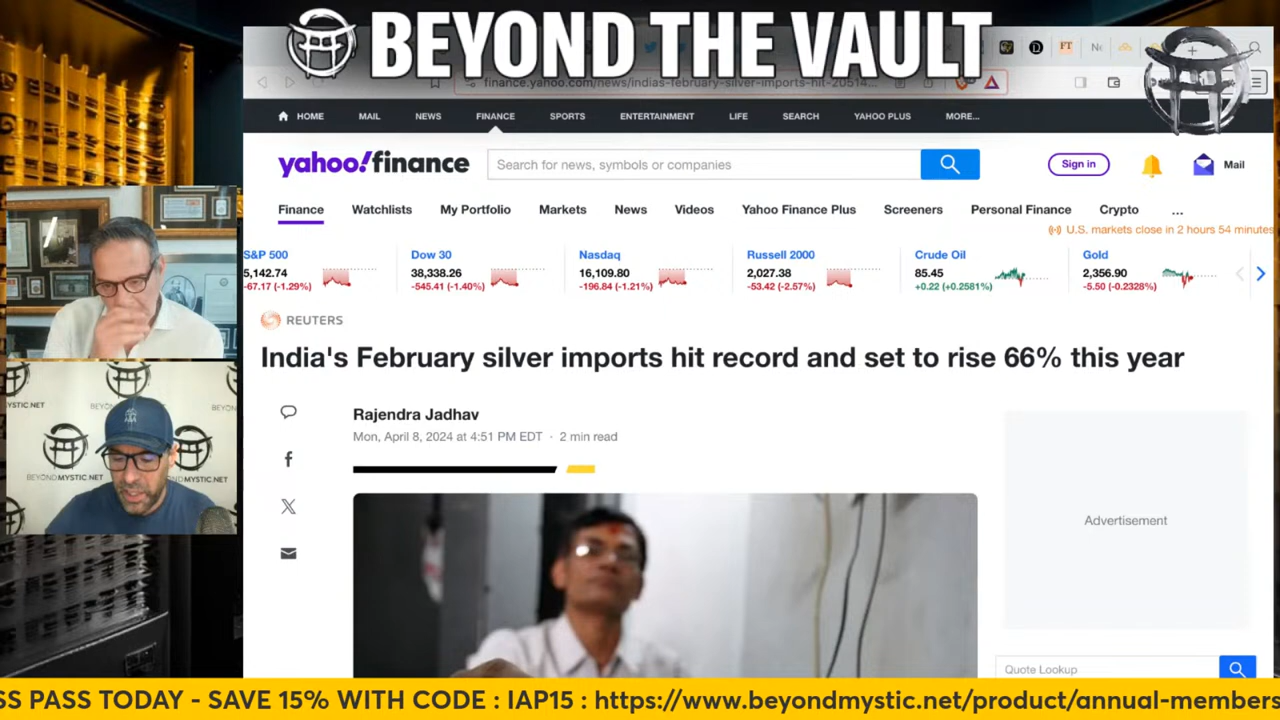 BEYOND THE VAULT
finance.yahoo.com/news/indias-february-silver-imports-hit-20514...
HOME MAIL NEWS FINANCE SPORTS ENTERTAINMENT LIFE SEARCH YAHOO PLUS MORE...
yahoo!finance
Search for news, symbols or companies
Sign in
Mail
Finance Watchlists My Portfolio Markets News Videos Yahoo Finance Plus Screeners Personal Finance Crypto ...
U.S. markets close in 2 hours 54 minutes
S&P 500 Dow 30 Nasdaq Russell 2000 Crude Oil Gold
5,142.74 38,338.26 16,109.80 2,027.38 85.45 2,356.90
-67.17 (-1.29%) -545.41 (-1.40%) -196.84 (-1.21%) -53.42 (-2.57%) +0.22 (+0.2581%) -5.50 (-0.2328%)
REUTERS
India's February silver imports hit record and set to rise 66% this year
Rajendra Jadhav
Mon, April 8, 2024 at 4:51 PM EDT · 2 min read
Advertisement
Quote Lookup
BEYONDMYSTIC.NET
SS PASS TODAY - SAVE 15% WITH CODE : IAP15 : https://www.beyondmystic.net/product/annual-members